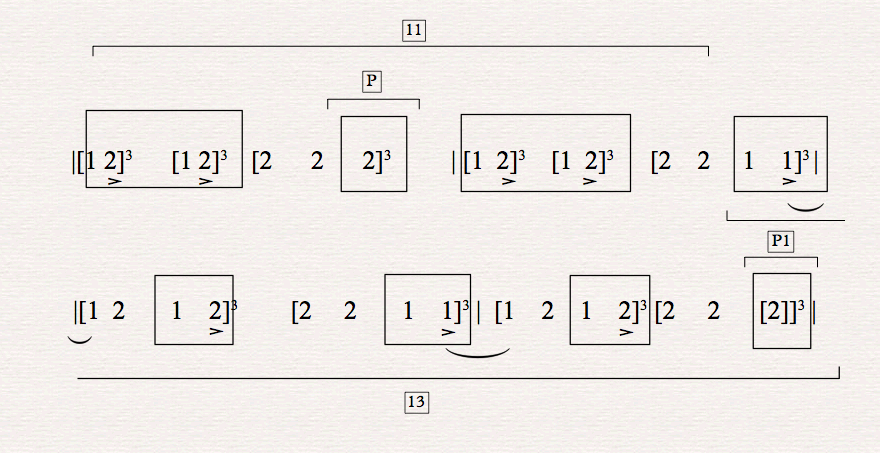 11
P
|[1 2]³ [1 2]³ [2 2 2]³ |[1 2]³ [1 2]³ [2 2 1 1]³|
> > > > >
P1
|[1 2 1 2]³ [2 2 1 1]³| [1 2 1 2]³ [2 2 [2]]³|
> > >
13